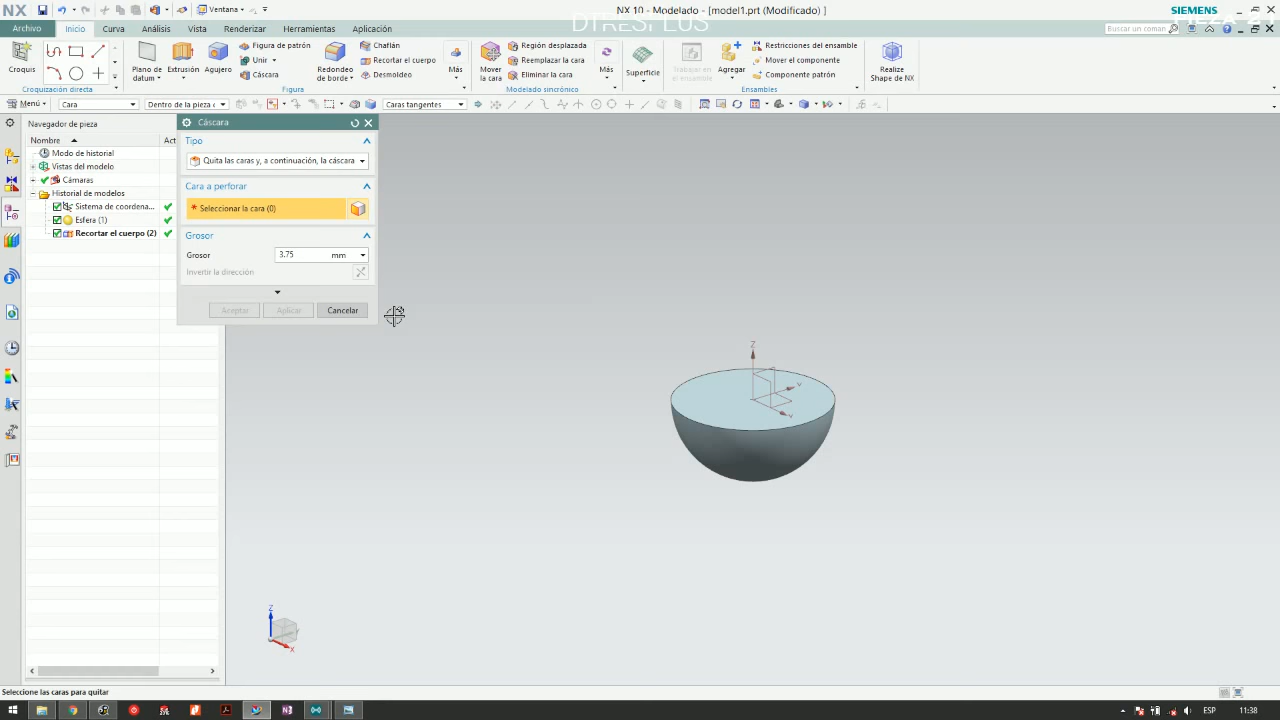 NX
Ventana
NX 10 - Modelado - [model1.prt (Modificado) ]
SIEMENS
DTRESPLUS
Archivo
Inicio
Curva
Análisis
Vista
Renderizar
Herramientas
Aplicación
Buscar un coman
Croquis
Plano de datum
Extrusión
Agujero
Figura de patrón
Unir
Cáscara
Redondeo de borde
Chaflán
Recortar el cuerpo
Desmoldeo
Más
Mover la cara
Región desplazada
Reemplazar la cara
Eliminar la cara
Más
Superficie
Trabajar en el ensamble
Agregar
Restricciones del ensamble
Mover el componente
Componente patrón
Realize Shape de NX
Croquización directa
Figura
Modelado sincrónico
Ensambles
Menú
Cara
Dentro de la pieza c
Caras tangentes
Navegador de pieza
Nombre
Act
Modo de historial
Vistas del modelo
Cámaras
Historial de modelos
Sistema de coordena...
Esfera (1)
Recortar el cuerpo (2)
Cáscara
Tipo
Quita las caras y, a continuación, la cáscara
Cara a perforar
* Seleccionar la cara (0)
Grosor
Grosor
3.75
mm
Invertir la dirección
Aceptar
Aplicar
Cancelar
Z
Z
X
Seleccione las caras para quitar
ESP
11:38